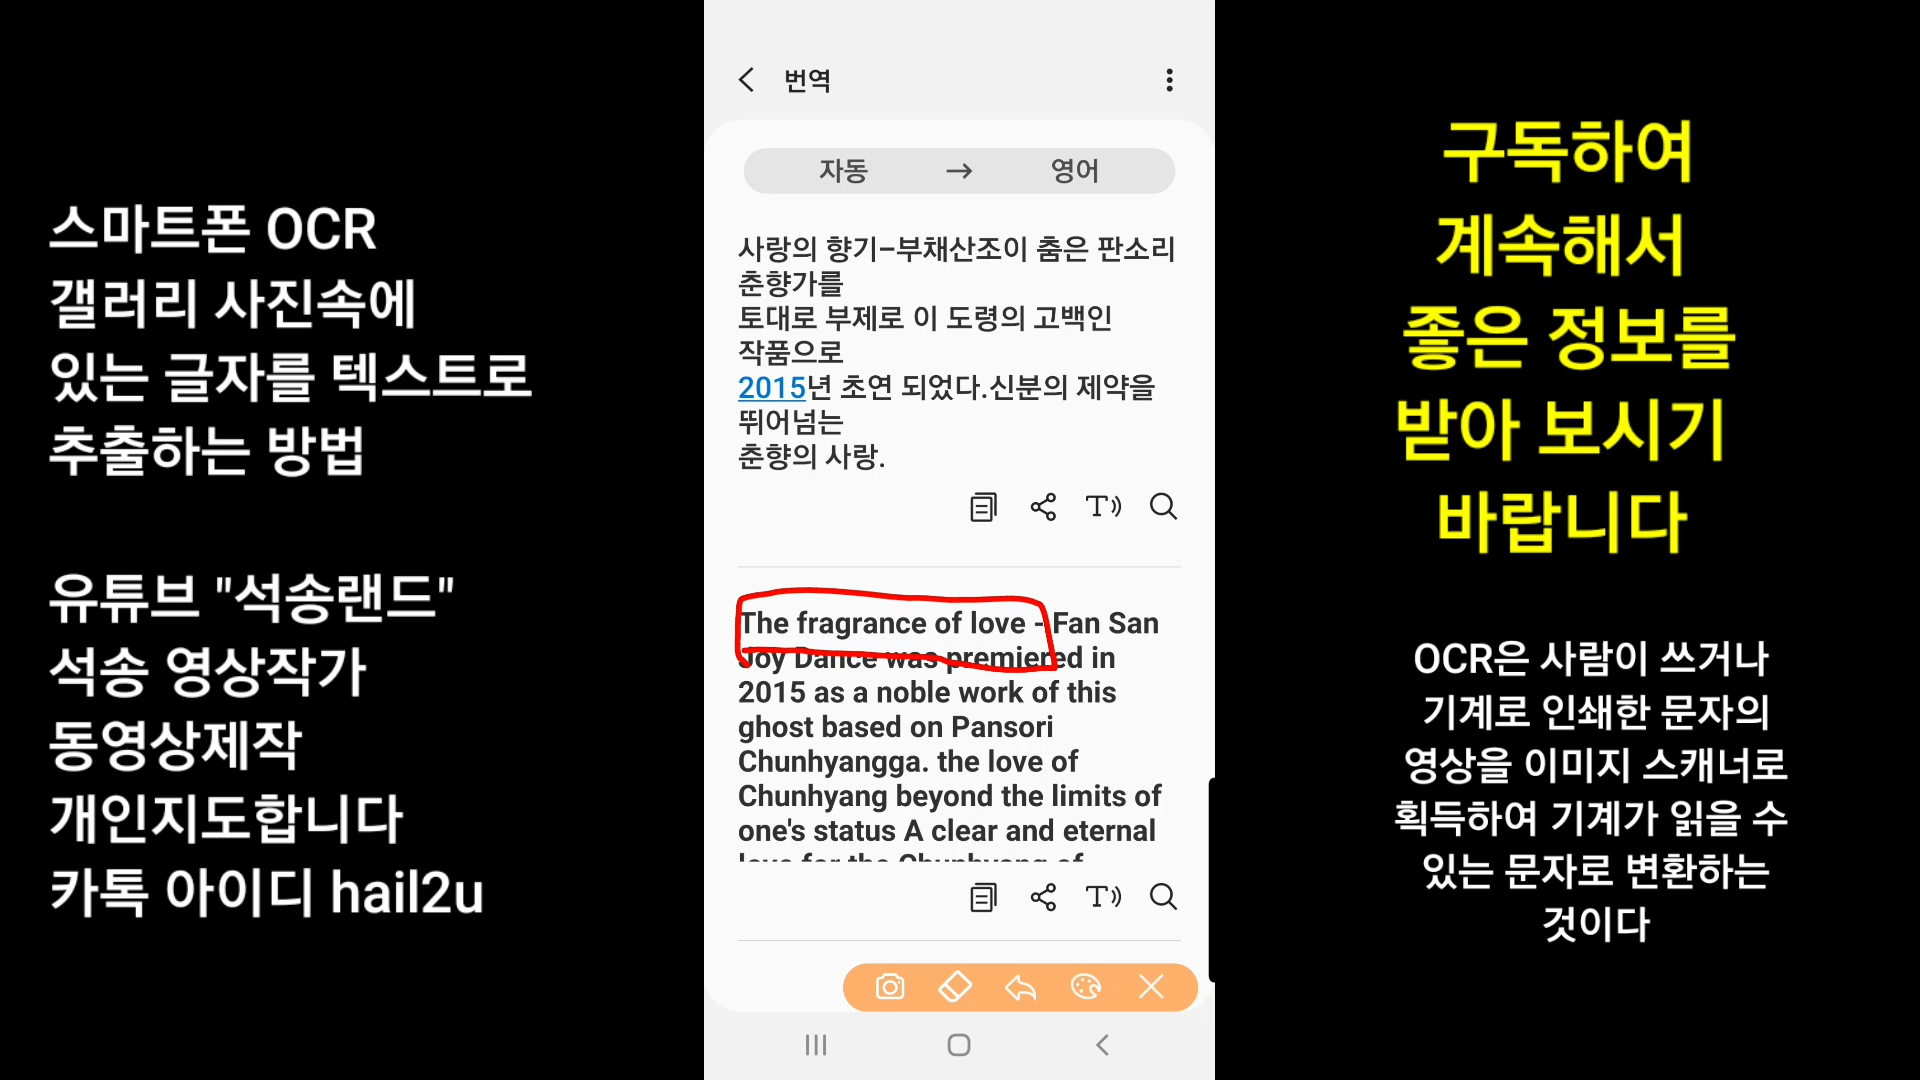 스마트폰 OCR
갤러리 사진속에
있는 글자를 텍스트로
추출하는 방법
유튜브 "석송랜드"
석송 영상작가
동영상제작
개인지도합니다
카톡 아이디 hail2u
번역
자동 → 영어
사랑의 향기-부채산조이 춤은 판소리
춘향가를
토대로 부제로 이 도령의 고백인
작품으로
2015년 초연 되었다.신분의 제약을
뛰어넘는
춘향의 사랑.
The fragrance of love - Fan San
Joy Dance was premiered in
2015 as a noble work of this
ghost based on Pansori
Chunhyangga. the love of
Chunhyang beyond the limits of
one's status A clear and eternal
love for the Chunhyang of
구독하여
계속해서
좋은 정보를
받아 보시기
바랍니다
OCR은 사람이 쓰거나
기계로 인쇄한 문자의
영상을 이미지 스캐너로
획득하여 기계가 읽을 수
있는 문자로 변환하는
것이다